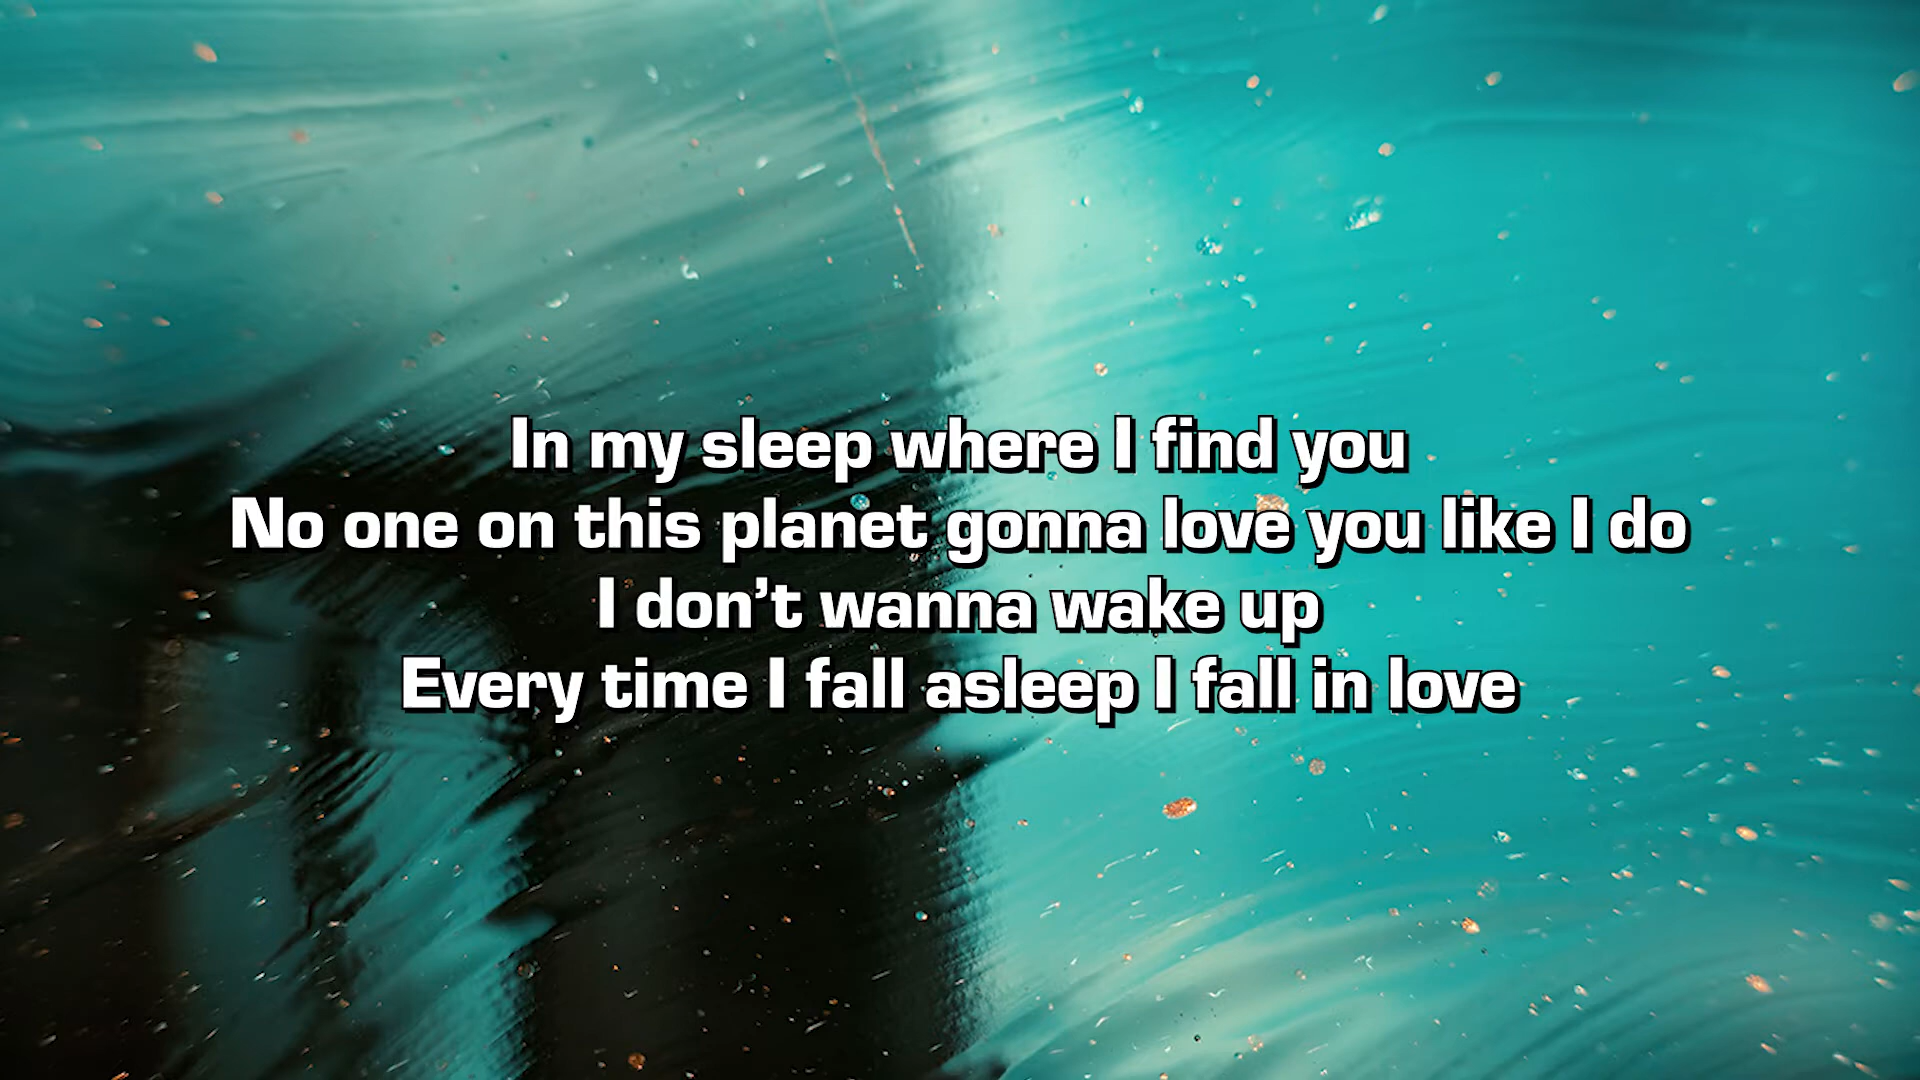 In my sleep where I find you
No one on this planet gonna love you like I do
I don’t wanna wake up
Every time I fall asleep I fall in love